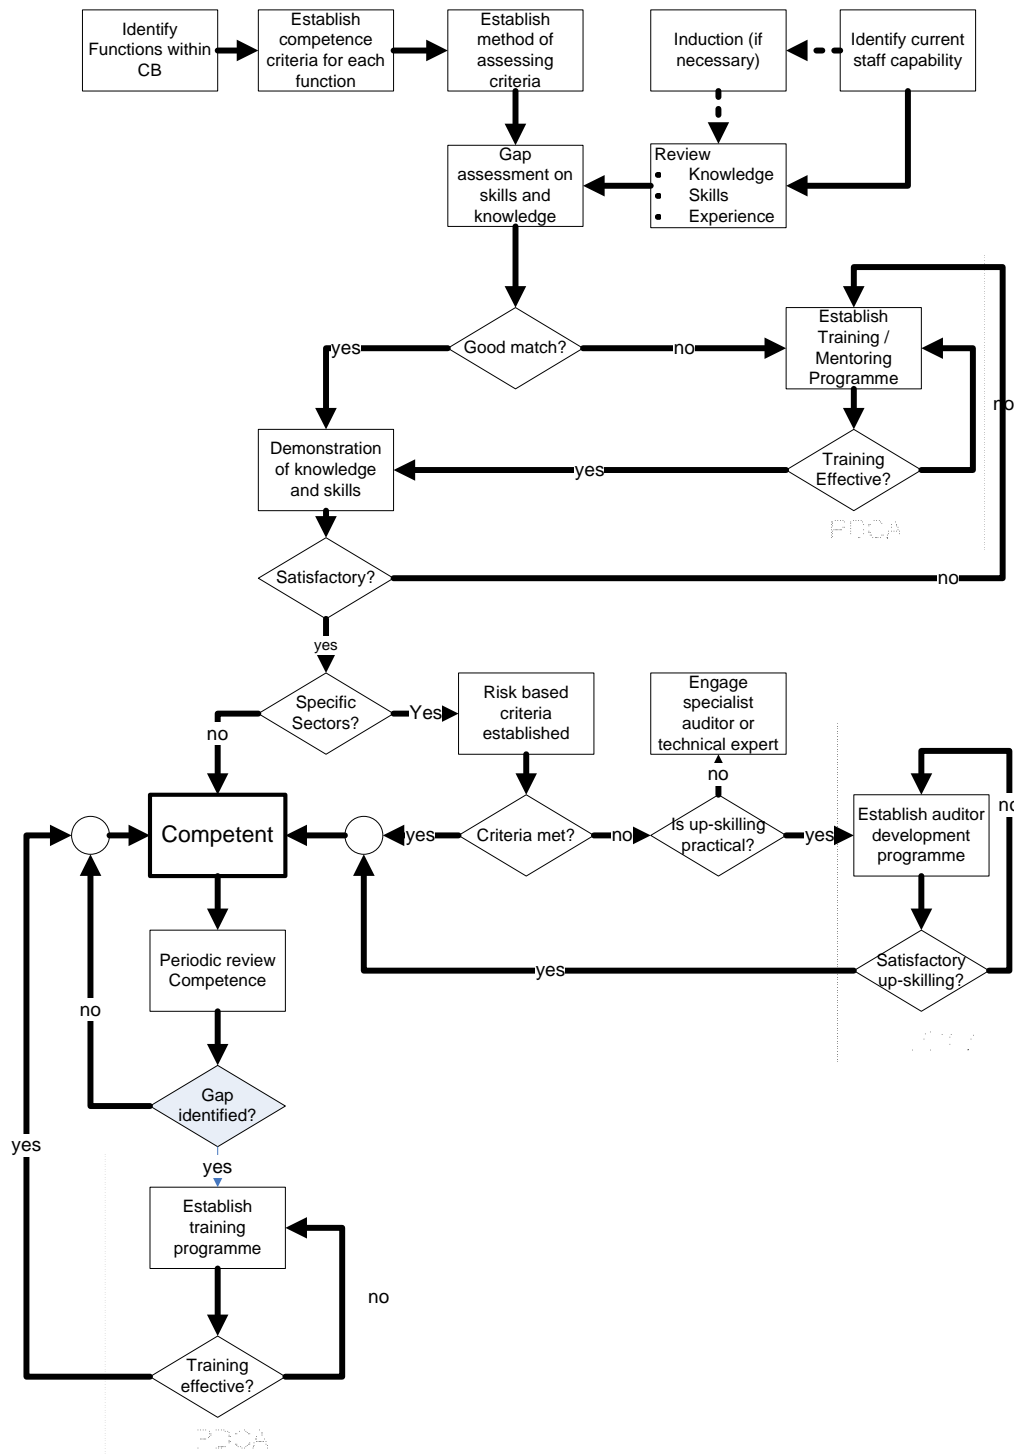 Identify
Functions within
CB
Establish
competence
criteria for each
function
Establish
method of
assessing
criteria
Induction (if
necessary)
Identify current
staff capability
Gap
assessment on
skills and
knowledge
Review
• Knowledge
• Skills
• Experience
Good match?
yes
no
Establish
Training /
Mentoring
Programme
no
Demonstration
of knowledge
and skills
yes
Training
Effective?
PDCA
Satisfactory?
no
yes
Specific
Sectors?
no
Yes
Risk based
criteria
established
Engage
specialist
auditor or
technical expert
no
Competent
yes
Criteria met?
no
Is up-skilling
practical?
yes
Establish auditor
development
programme
no
Periodic review
Competence
yes
Satisfactory
up-skilling?
no
Gap
identified?
yes
yes
Establish
training
programme
no
Training
effective?
PDCA